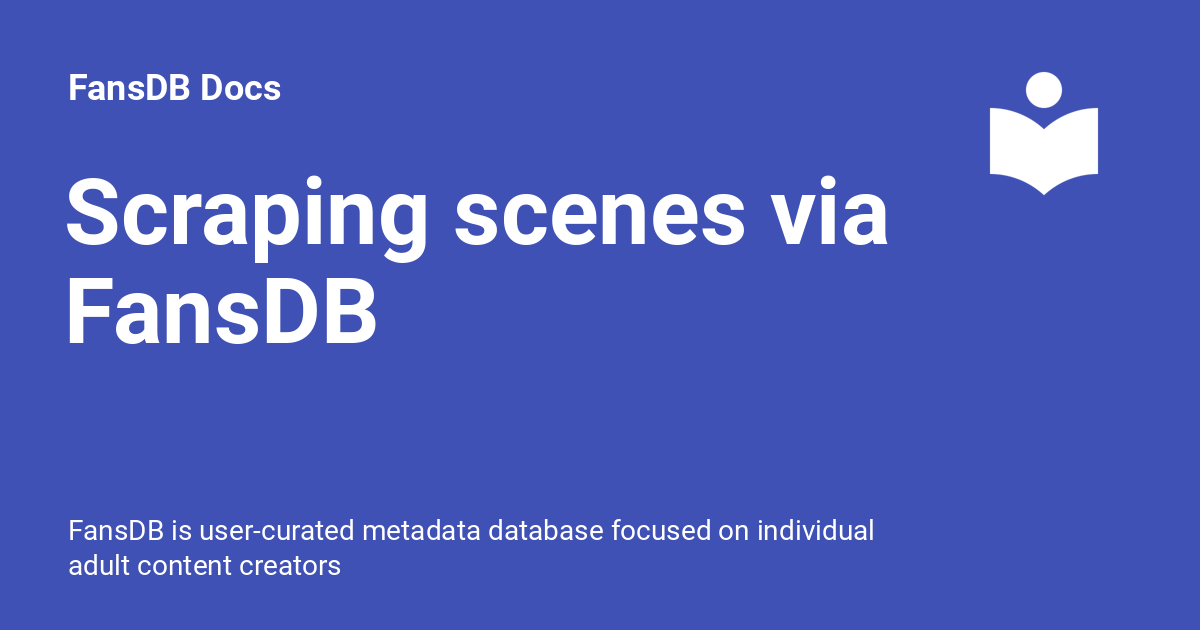 FansDB Docs
Scraping scenes via
FansDB
FansDB is user-curated metadata database focused on individual
adult content creators